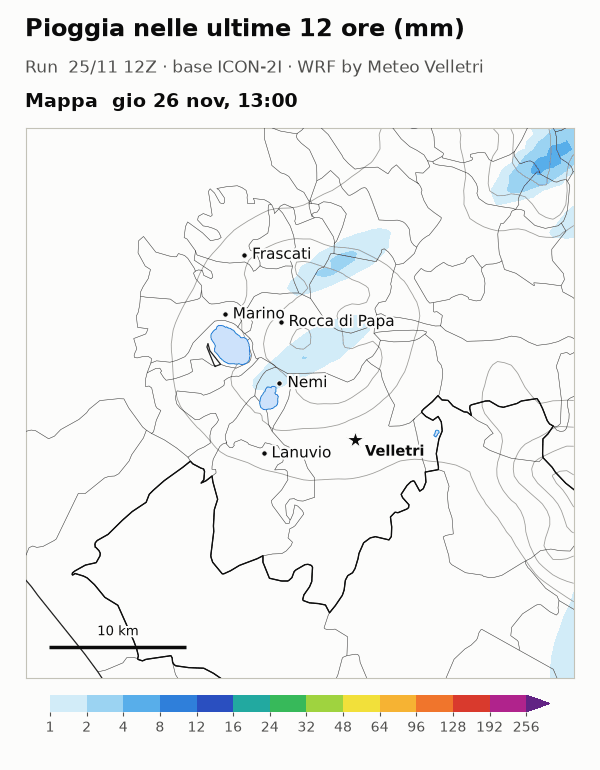 Pioggia nelle ultime 12 ore (mm)
Run  25/11 12Z · base ICON-2I · WRF by Meteo Velletri
Mappa  gio 26 nov, 13:00
Frascati
Marino
Rocca di Papa
Nemi
Velletri
Lanuvio
10 km
1 2 4 8 12 16 24 32 48 64 96 128 192 256